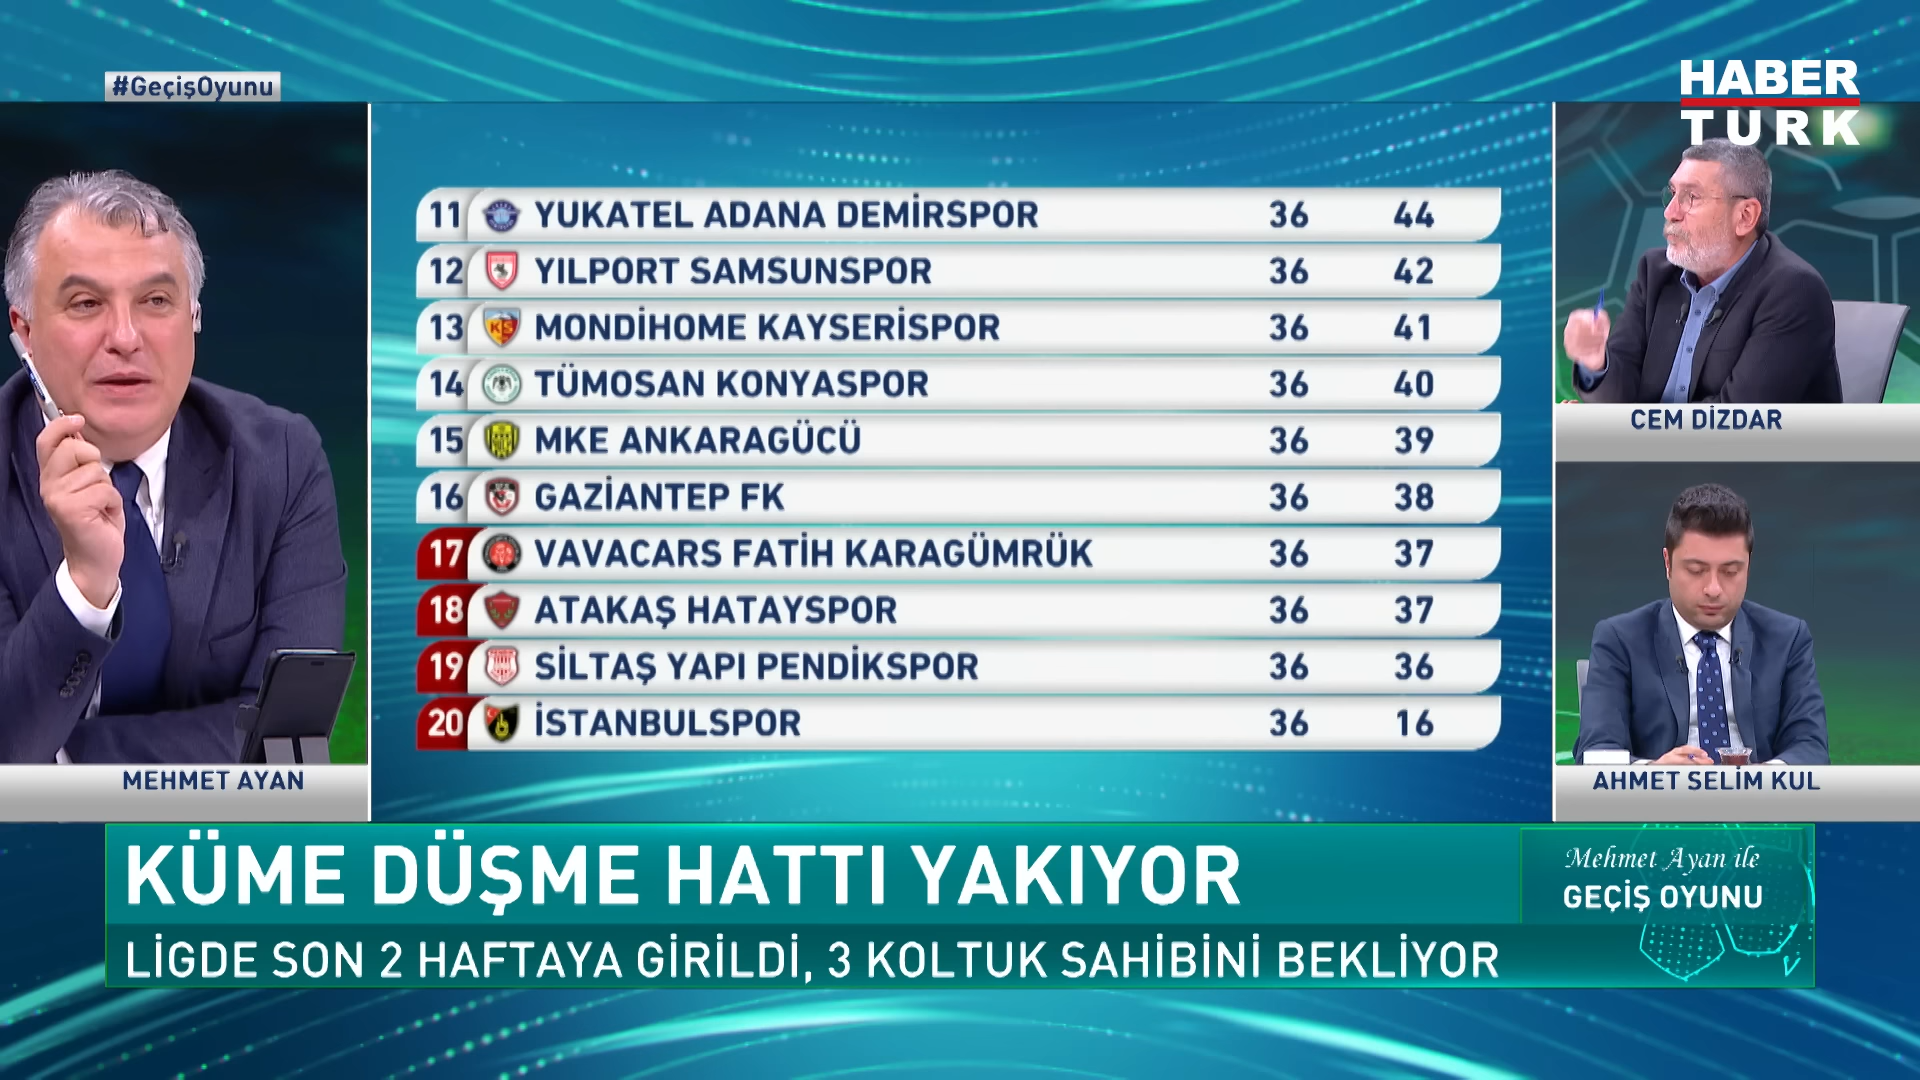 #GeçişOyunu
HABER
TURK
11 YUKATEL ADANA DEMİRSPOR 36 44
12 YILPORT SAMSUNSPOR 36 42
13 MONDİHOME KAYSERİSPOR 36 41
14 TÜMOSAN KONYASPOR 36 40
15 MKE ANKARAGÜCÜ 36 39
16 GAZİANTEP FK 36 38
17 VAVACARS FATİH KARAGÜMRÜK 36 37
18 ATAKAŞ HATAYSPOR 36 37
19 SİLTAŞ YAPI PENDİKSPOR 36 36
20 İSTANBULSPOR 36 16
CEM DİZDAR
MEHMET AYAN
AHMET SELİM KUL
KÜME DÜŞME HATTI YAKIYOR
LİGDE SON 2 HAFTAYA GİRİLDİ, 3 KOLTUK SAHİBİNİ BEKLİYOR
Mehmet Ayan ile
GEÇİŞ OYUNU